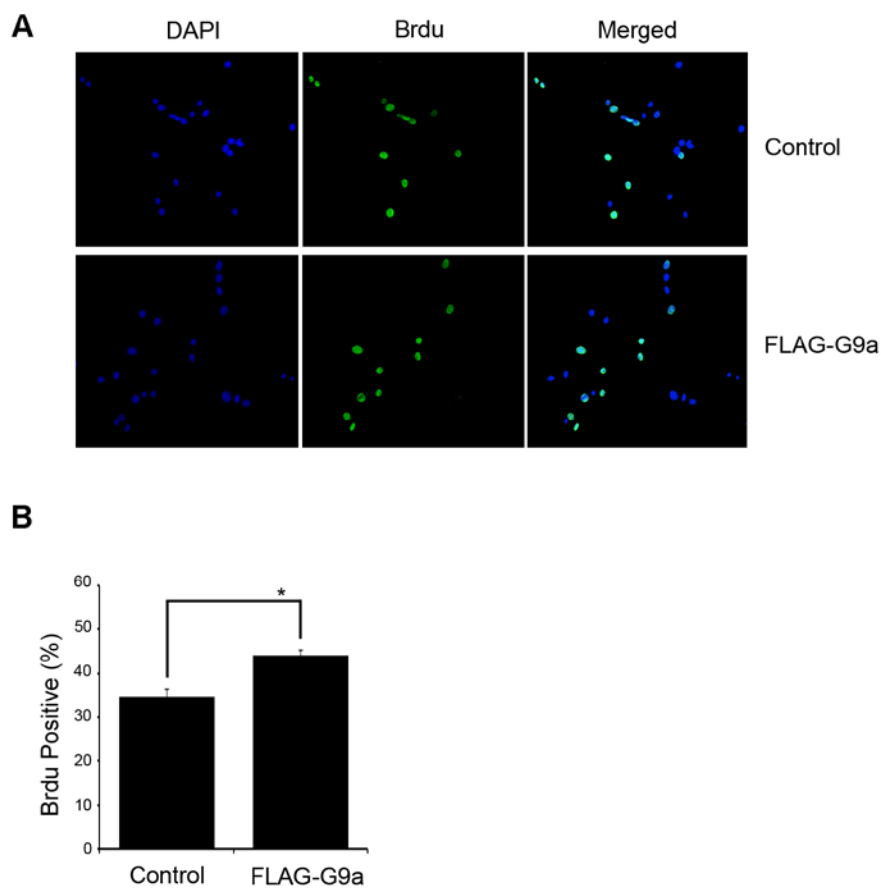 A
DAPI Brdu Merged
Control
FLAG-G9a
B
60
50
40
30
20
10
0
Brdu Positive (%)
*
Control FLAG-G9a